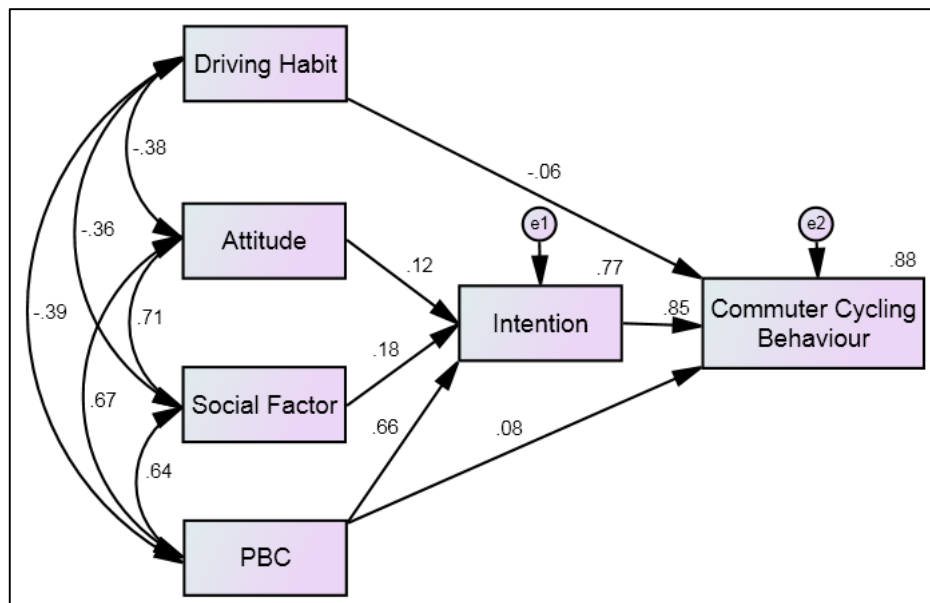 Driving Habit
-.38
-.06
e1
e2
-.36
Attitude
.12
.77
.88
-.39
.71
Intention
.85
Commuter Cycling
Behaviour
.18
.67
Social Factor
.66
.08
.64
PBC